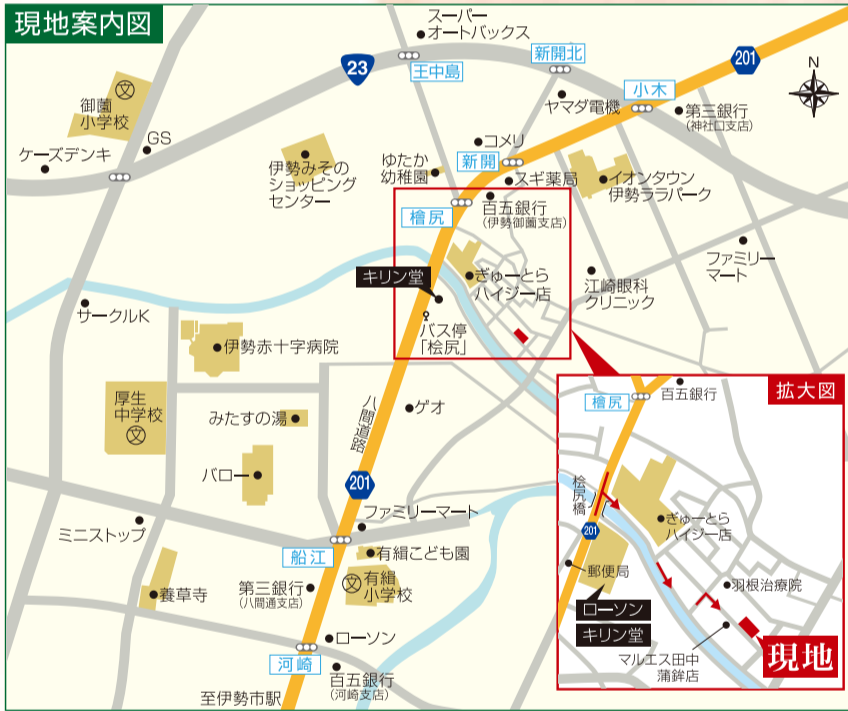 現地案内図
スーパー
オートバックス
新開北
王中島
23
201
小木
N
御薗
小学校
文
GS
ケーズデンキ
伊勢みその
ショッピング
センター
ゆたか
幼稚園
コメリ
新開
ヤマダ電機
第三銀行
(神社口支店)
スギ薬局
イオンタウン
伊勢ララパーク
檜尻
百五銀行
(伊勢御薗支店)
キリン堂
ぎゅーとら
ハイジー店
江崎眼科
クリニック
ファミリー
マート
バス停
「桧尻」
サークルK
伊勢赤十字病院
厚生
中学校
文
みたすの湯
バロー
八間道路
ゲオ
201
ファミリーマート
ミニストップ
船江
有緝こども園
文
有緝
小学校
養草寺
第三銀行
(八間通支店)
ローソン
河崎
百五銀行
(河崎支店)
至伊勢市駅
拡大図
百五銀行
檜尻
桧尻橋
ぎゅーとら
ハイジー店
201
郵便局
ローソン
キリン堂
羽根治療院
マルエス田中
蒲鉾店
現地